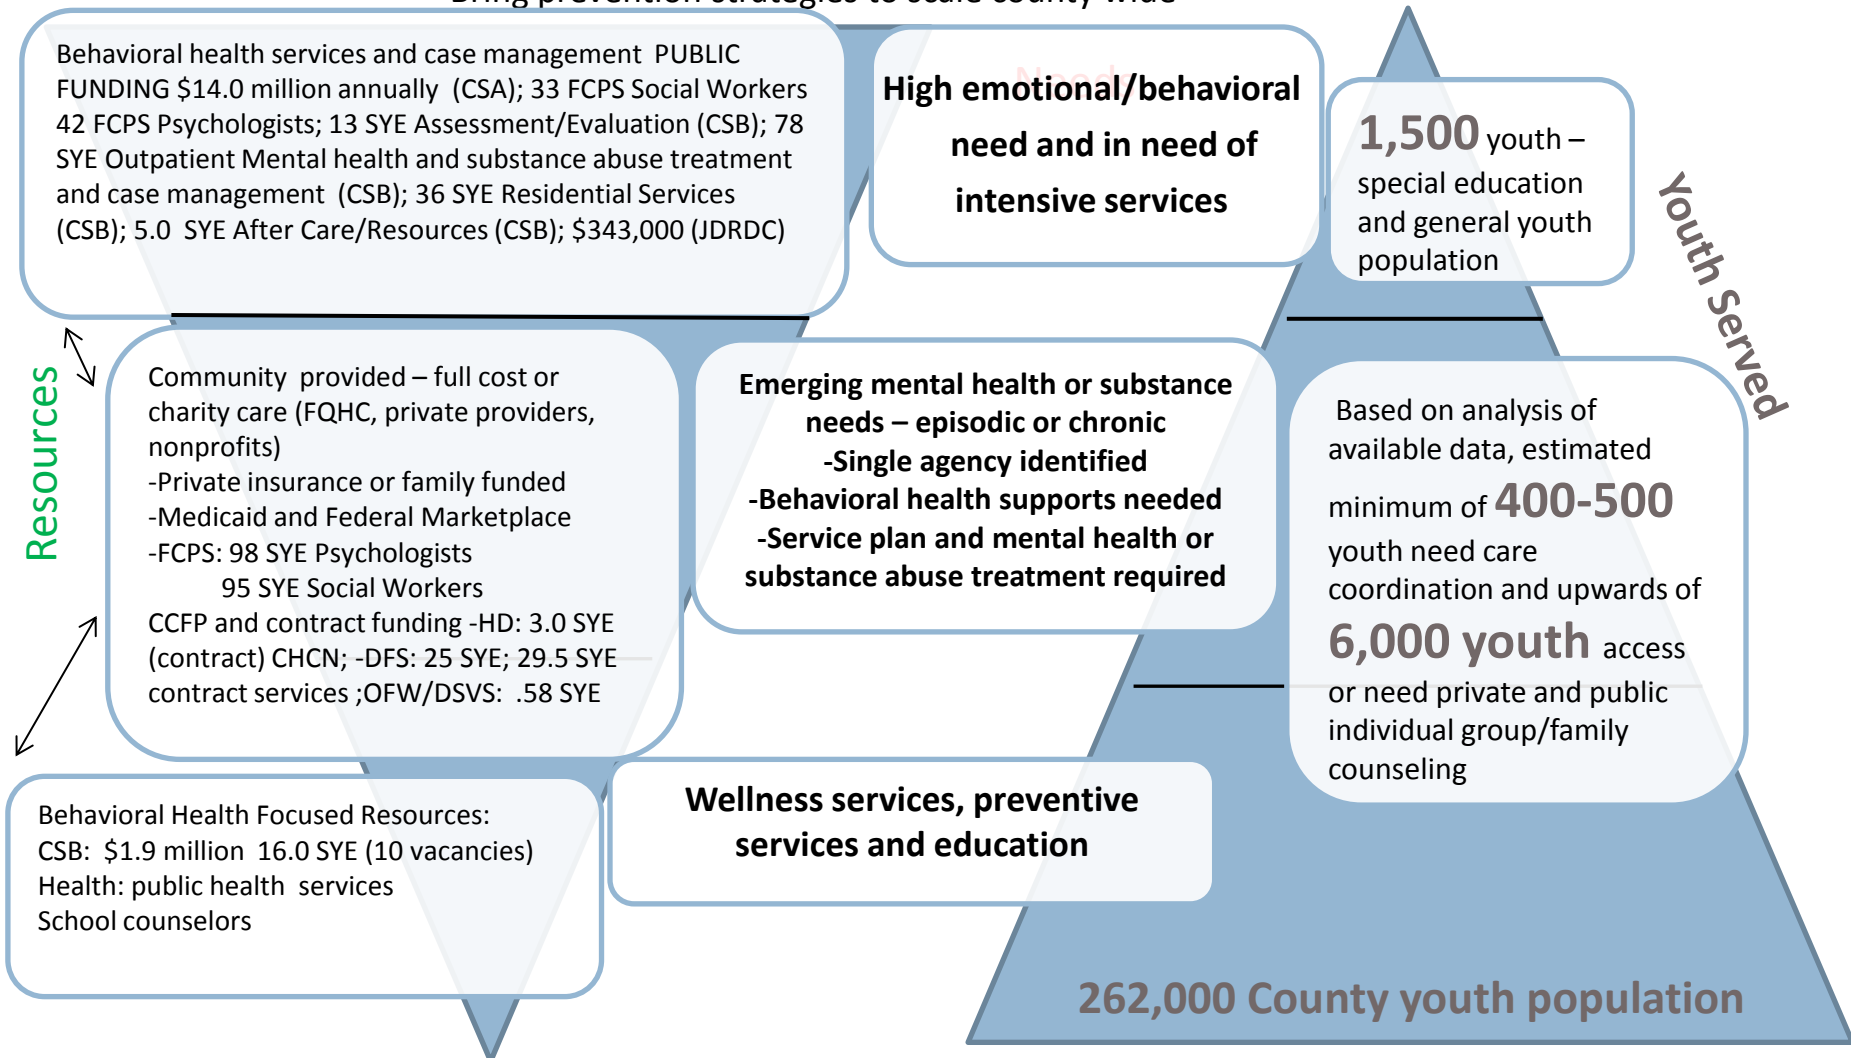 Bring prevention strategies to scale county wide
Behavioral health services and case management PUBLIC
FUNDING $14.0 million annually (CSA); 33 FCPS Social Workers
42 FCPS Psychologists; 13 SYE Assessment/Evaluation (CSB); 78
SYE Outpatient Mental health and substance abuse treatment
and case management (CSB); 36 SYE Residential Services
(CSB); 5.0 SYE After Care/Resources (CSB); $343,000 (JDRDC)
Needs
High emotional/behavioral
need and in need of
intensive services
1,500 youth –
special education
and general youth
population
Youth Served
Resources
Community provided – full cost or
charity care (FQHC, private providers,
nonprofits)
-Private insurance or family funded
-Medicaid and Federal Marketplace
-FCPS: 98 SYE Psychologists
95 SYE Social Workers
CCFP and contract funding -HD: 3.0 SYE
(contract) CHCN; -DFS: 25 SYE; 29.5 SYE
contract services ;OFW/DSVS: .58 SYE
Emerging mental health or substance
needs – episodic or chronic
-Single agency identified
-Behavioral health supports needed
-Service plan and mental health or
substance abuse treatment required
Based on analysis of
available data, estimated
minimum of 400-500
youth need care
coordination and upwards of
6,000 youth access
or need private and public
individual group/family
counseling
Behavioral Health Focused Resources:
CSB: $1.9 million 16.0 SYE (10 vacancies)
Health: public health services
School counselors
Wellness services, preventive
services and education
262,000 County youth population